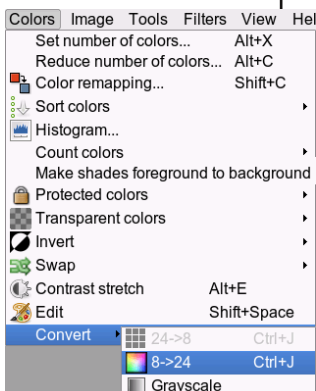 Colors Image Tools Filters View Hel
Set number of colors... Alt+X
Reduce number of colors... Alt+C
Color remapping... Shift+C
Sort colors
Histogram...
Count colors
Make shades foreground to background
Protected colors
Transparent colors
Invert
Swap
Contrast stretch Alt+E
Edit Shift+Space
Convert 24->8 Ctrl+J
8->24 Ctrl+J
Grayscale